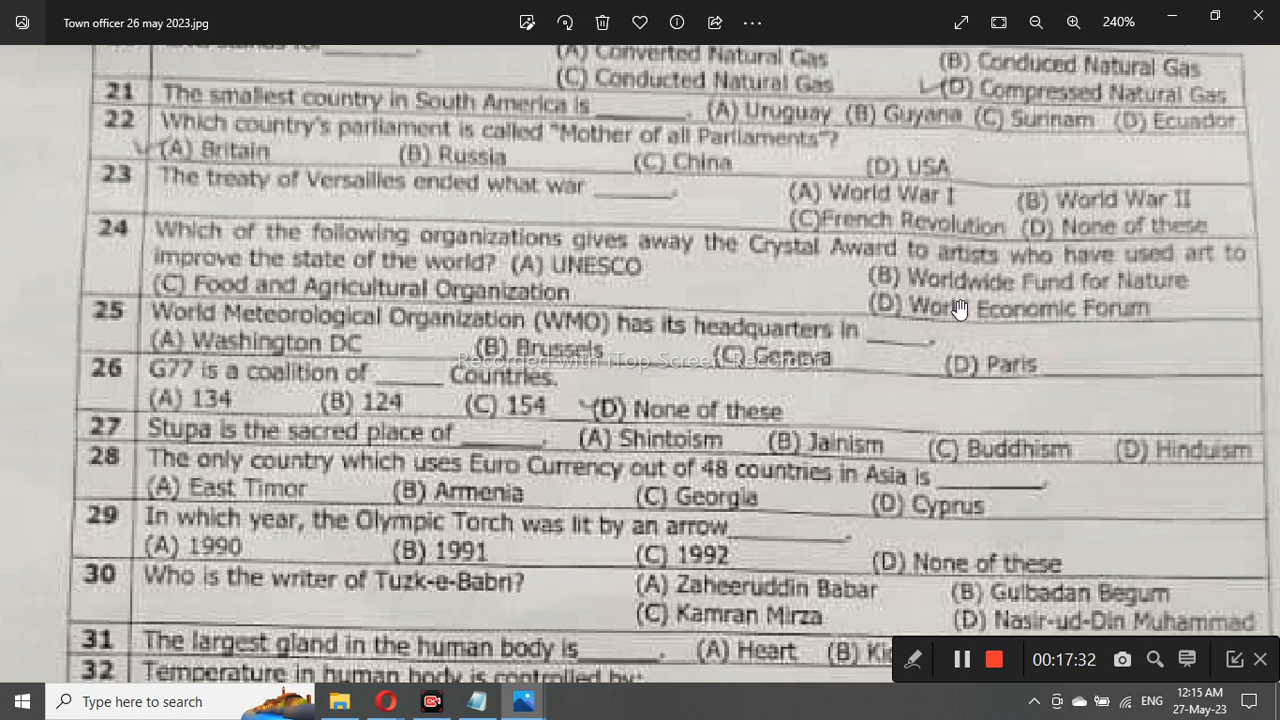 Town officer 26 may 2023.jpg
240%
(A) Converted Natural Gas (B) Conduced Natural Gas
(C) Conducted Natural Gas (D) Compressed Natural Gas
21 The smallest country in South America is ______. (A) Uruguay (B) Guyana (C) Surinam (D) Ecuador
22 Which country's parliament is called "Mother of all Parliaments"?
(A) Britain (B) Russia (C) China (D) USA
23 The treaty of Versailles ended what war ______. (A) World War I (B) World War II
(C)French Revolution (D) None of these
24 Which of the following organizations gives away the Crystal Award to artists who have used art to
improve the state of the world? (A) UNESCO (B) Worldwide Fund for Nature
(C) Food and Agricultural Organization (D) World Economic Forum
25 World Meteorological Organization (WMO) has its headquarters in ______.
(A) Washington DC (B) Brussels (C) Geneva (D) Paris
Recorded with iTop Screen Recorder
26 G77 is a coalition of ______ Countries.
(A) 134 (B) 124 (C) 154 (D) None of these
27 Stupa is the sacred place of ______. (A) Shintoism (B) Jainism (C) Buddhism (D) Hinduism
28 The only country which uses Euro Currency out of 48 countries in Asia is ______.
(A) East Timor (B) Armenia (C) Georgia (D) Cyprus
29 In which year, the Olympic Torch was lit by an arrow______.
(A) 1990 (B) 1991 (C) 1992 (D) None of these
30 Who is the writer of Tuzk-e-Babri? (A) Zaheeruddin Babar (B) Gulbadan Begum
(C) Kamran Mirza (D) Nasir-ud-Din Muhammad
31 The largest gland in the human body is______. (A) Heart (B)
32 Temperature in human body is controlled by:
00:17:32
Type here to search
ENG
12:15 AM
27-May-23